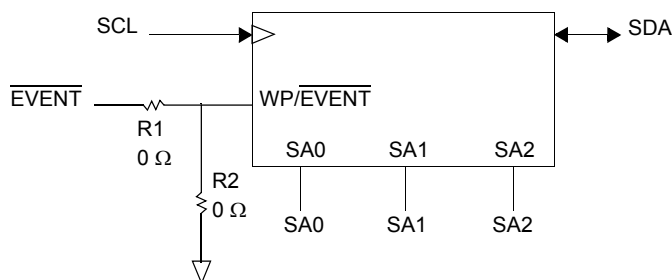 SCL
SDA
EVENT
WP/EVENT
R1
0 Ω
SA0 SA1 SA2
R2
0 Ω
SA0 SA1 SA2